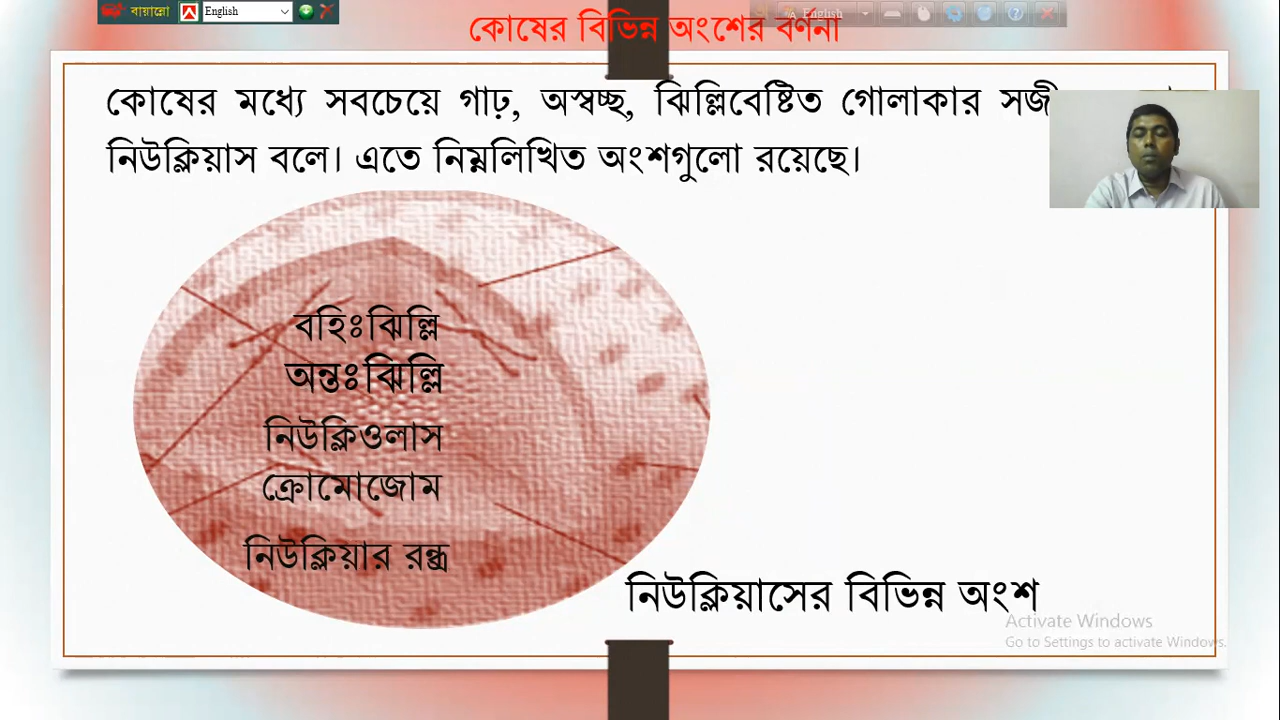 বায়ান্নো
English
English
কোষের বিভিন্ন অংশের বর্ণনা
কোষের মধ্যে সবচেয়ে গাঢ়, অস্বচ্ছ, ঝিল্লিবেষ্টিত গোলাকার
নিউক্লিয়াস বলে। এতে নিম্নলিখিত অংশগুলো রয়েছে।
বহিঃঝিল্লি
অন্তঃঝিল্লি
নিউক্লিওলাস
ক্রোমোজোম
নিউক্লিয়ার রন্ধ্র
নিউক্লিয়াসের বিভিন্ন অংশ
Activate Windows
Go to Settings to activate Windows.